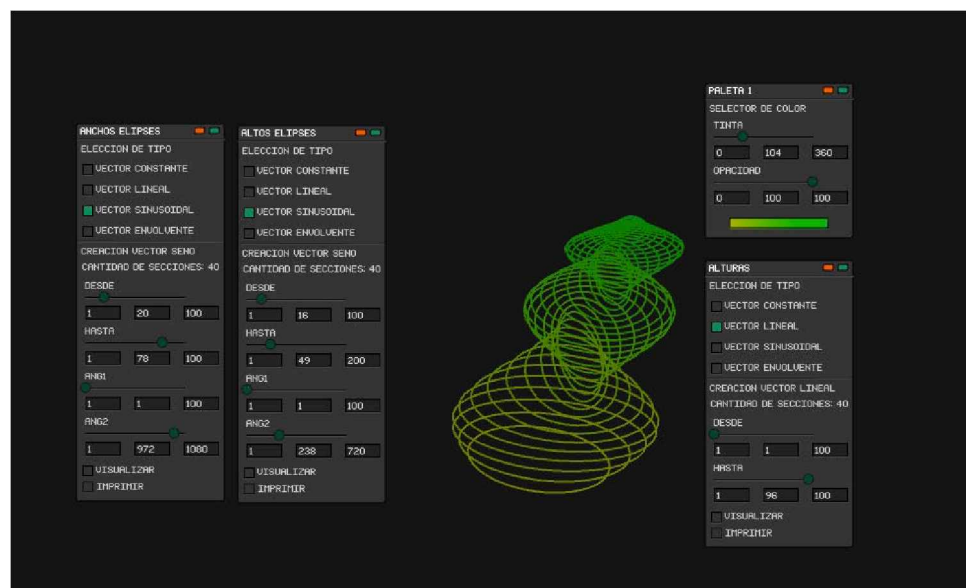 ANCHOS ELIPSES
ELECCION DE TIPO
VECTOR CONSTANTE
VECTOR LINEAL
VECTOR SINUSOIDAL
VECTOR ENVOLVENTE
CREACION VECTOR SENO
CANTIDAD DE SECCIONES: 40
DESDE
1 20 100
HASTA
1 78 100
ANG1
1 1 100
ANG2
1 972 1080
VISUALIZAR
IMPRIMIR
ALTOS ELIPSES
ELECCION DE TIPO
VECTOR CONSTANTE
VECTOR LINEAL
VECTOR SINUSOIDAL
VECTOR ENVOLVENTE
CREACION VECTOR SENO
CANTIDAD DE SECCIONES: 40
DESDE
1 16 100
HASTA
1 49 200
ANG1
1 1 100
ANG2
1 238 720
VISUALIZAR
IMPRIMIR
PALETA 1
SELECTOR DE COLOR
TINTA
0 104 360
OPACIDAD
0 100 100
ALTURAS
ELECCION DE TIPO
VECTOR CONSTANTE
VECTOR LINEAL
VECTOR SINUSOIDAL
VECTOR ENVOLVENTE
CREACION VECTOR LINEAL
CANTIDAD DE SECCIONES: 40
DESDE
1 1 100
HASTA
1 96 100
VISUALIZAR
IMPRIMIR